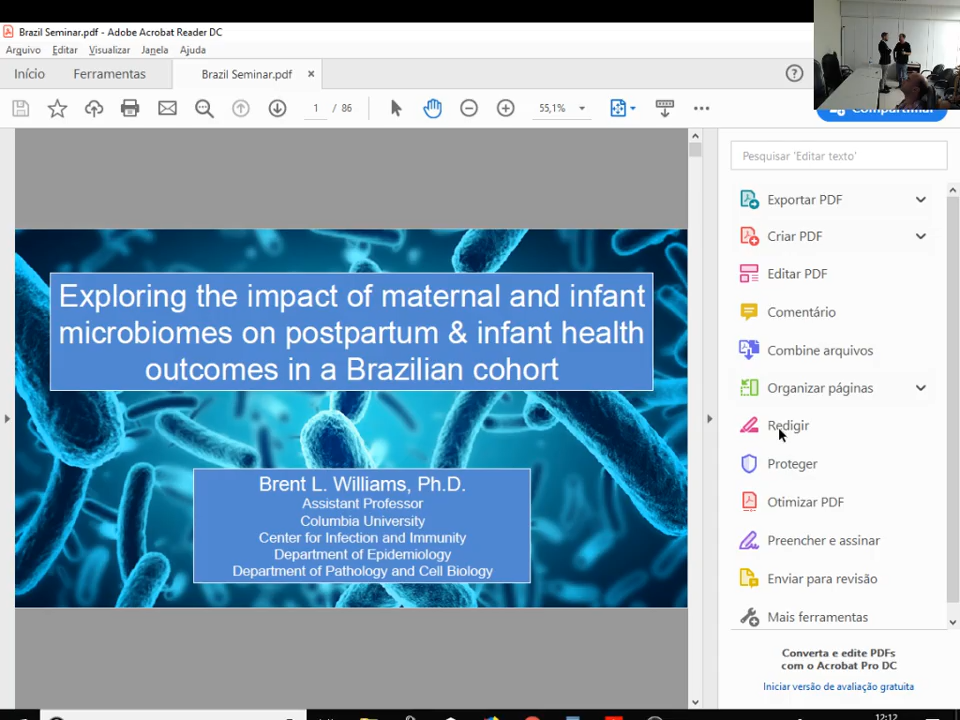 Brazil Seminar.pdf - Adobe Acrobat Reader DC
Arquivo Editar Visualizar Janela Ajuda
Início Ferramentas Brazil Seminar.pdf
1 / 86 55,1%
Compartilhar
Pesquisar 'Editar texto'
Exportar PDF
Criar PDF
Editar PDF
Comentário
Combine arquivos
Organizar páginas
Redigir
Proteger
Otimizar PDF
Preencher e assinar
Enviar para revisão
Mais ferramentas
Converta e edite PDFs
com o Acrobat Pro DC
Iniciar versão de avaliação gratuita
Exploring the impact of maternal and infant
microbiomes on postpartum & infant health
outcomes in a Brazilian cohort
Brent L. Williams, Ph.D.
Assistant Professor
Columbia University
Center for Infection and Immunity
Department of Epidemiology
Department of Pathology and Cell Biology
12:12